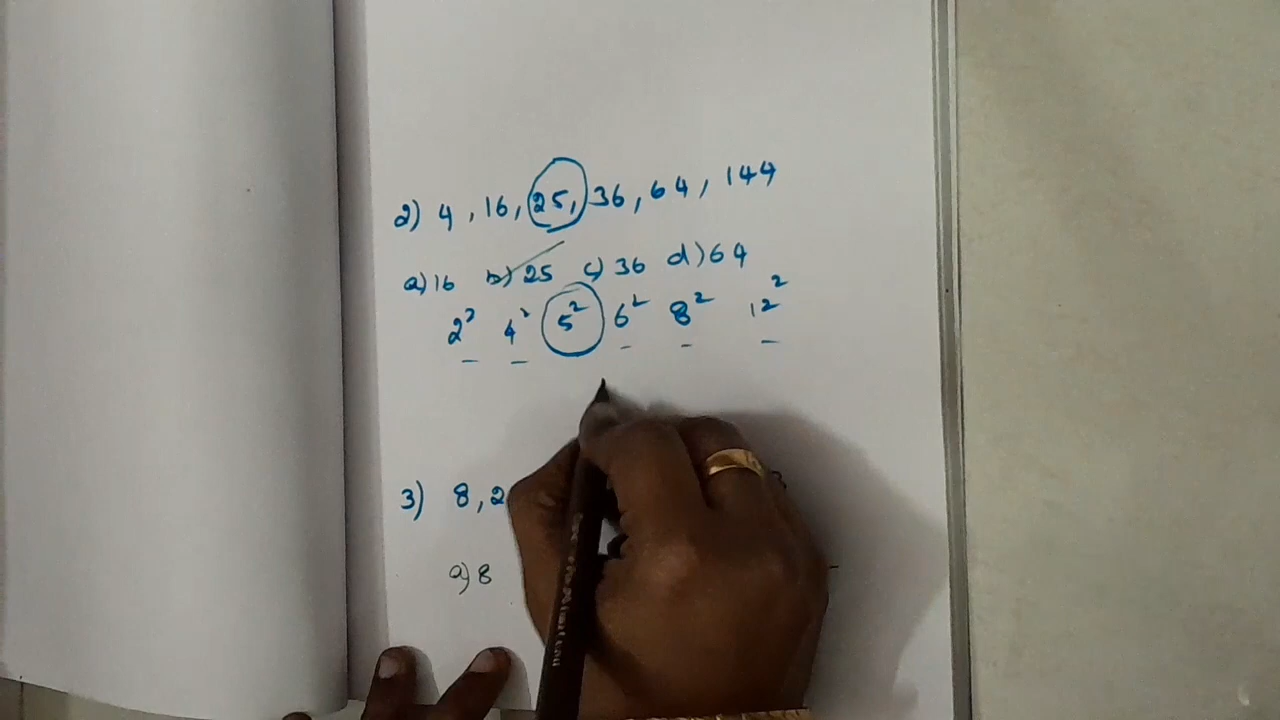 2) 4, 16, 25, 36, 64, 144
a) 16 b) 25 c) 36 d) 64
2² 4² 5² 6² 8² 12²
3) 8, 2
a) 8